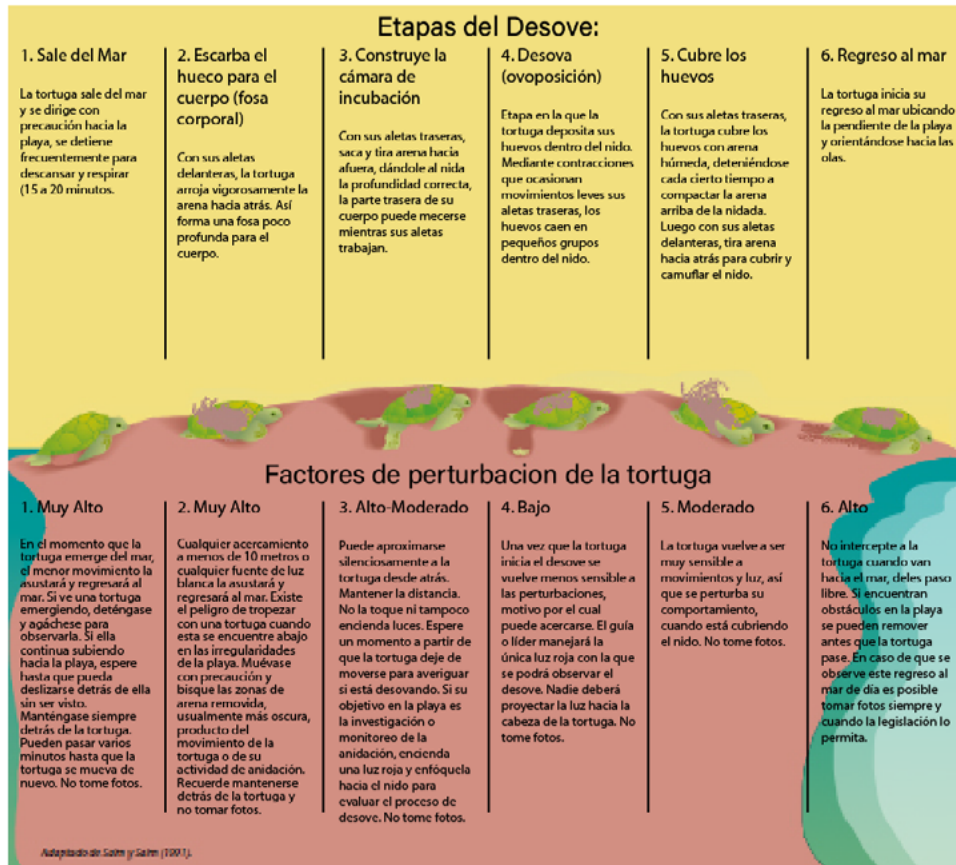 Etapas del Desove:
1. Sale del Mar
La tortuga sale del mar
y se dirige con
precaución hacia la
playa, se detiene
frecuentemente para
descansar y respirar
(15 a 20 minutos.
2. Escarba el
hueco para el
cuerpo (fosa
corporal)
Con sus aletas
delanteras, la tortuga
arroja vigorosamente la
arena hacia atrás. Así
forma una fosa poco
profunda para el
cuerpo.
3. Construye la
cámara de
incubación
Con sus aletas traseras,
saca y tira arena hacia
afuera, dándole al nida
la profundidad correcta,
la parte trasera de su
cuerpo puede mecerse
mientras sus aletas
trabajan.
4. Desova
(ovoposición)
Etapa en la que la
tortuga deposita sus
huevos dentro del nido.
Mediante contracciones
que ocasionan
movimientos leves sus
aletas traseras, los
huevos caen en
pequeños grupos
dentro del nido.
5. Cubre los
huevos
Con sus aletas traseras,
la tortuga cubre los
huevos con arena
húmeda, deteniéndose
cada cierto tiempo a
compactar la arena
arriba de la nidada.
Luego con sus aletas
delanteras, tira arena
hacia atrás para cubrir y
camuflar el nido.
6. Regreso al mar
La tortuga inicia su
regreso al mar ubicando
la pendiente de la playa
y orientándose hacia las
olas.
Factores de perturbacion de la tortuga
1. Muy Alto
En el momento que la
tortuga emerge del mar,
el menor movimiento la
asustará y regresará al
mar. Si ve una tortuga
emergiendo, deténgase
y agáchese para
observarla. Si ella
continua subiendo
hacia la playa, espere
hasta que pueda
deslizarse detrás de ella
sin ser visto.
Manténgase siempre
detrás de la tortuga.
Pueden pasar varios
minutos hasta que la
tortuga se mueva de
nuevo. No tome fotos.
2. Muy Alto
Cualquier acercamiento
a menos de 10 metros o
cualquier fuente de luz
blanca la asustará y
regresará al mar. Existe
el peligro de tropezar
con una tortuga cuando
esta se encuentre abajo
en las irregularidades
de la playa. Muévase
con precaución y
bisque las zonas de
arena removida,
usualmente más oscura,
producto del
movimiento de la
tortuga o de su
actividad de anidación.
Recuerde mantenerse
detrás de la tortuga y
no tomar fotos.
3. Alto-Moderado
Puede aproximarse
silenciosamente a la
tortuga desde atrás.
Mantener la distancia.
No la toque ni tampoco
encienda luces. Espere
un momento a partir de
que la tortuga deje de
moverse para averiguar
si está desovando. Si su
objetivo en la playa es
la investigación o
monitoreo de la
anidación, encienda
una luz roja y enfóquela
hacia el nido para
evaluar el proceso de
desove. No tome fotos.
4. Bajo
Una vez que la tortuga
inicia el desove se
vuelve menos sensible a
las perturbaciones,
motivo por el cual
puede acercarse. El guía
o líder manejará la
única luz roja con la que
se podrá observar el
desove. Nadie deberá
proyectar la luz hacia la
cabeza de la tortuga. No
tome fotos.
5. Moderado
La tortuga vuelve a ser
muy sensible a
movimientos y luz, así
que se perturba su
comportamiento,
cuando está cubriendo
el nido. No tome fotos.
6. Alto
No intercepte a la
tortuga cuando van
hacia el mar, deles paso
libre. Si encuentran
obstáculos en la playa
se pueden remover
antes que la tortuga
pase. En caso de que se
observe este regreso al
mar de día es posible
tomar fotos siempre y
cuando la legislación lo
permita.
Adaptado de Salm y Salm (1991).